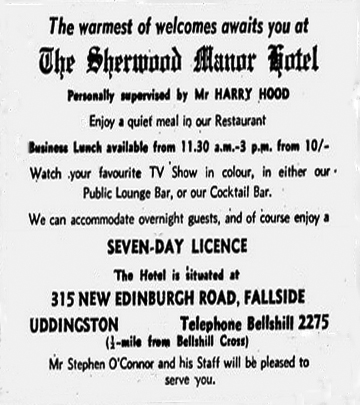 The warmest of welcomes awaits you at
The Sherwood Manor Hotel
Personally supervised by Mr HARRY HOOD
Enjoy a quiet meal in our Restaurant
Business Lunch available from 11.30 a.m.-3 p.m. from 10/-
Watch your favourite TV Show in colour, in either our
Public Lounge Bar, or our Cocktail Bar.
We can accommodate overnight guests, and of course enjoy a
SEVEN-DAY LICENCE
The Hotel is situated at
315 NEW EDINBURGH ROAD, FALLSIDE
UDDINGSTON Telephone Bellshill 2275
(½-mile from Bellshill Cross)
Mr Stephen O'Connor and his Staff will be pleased to
serve you.